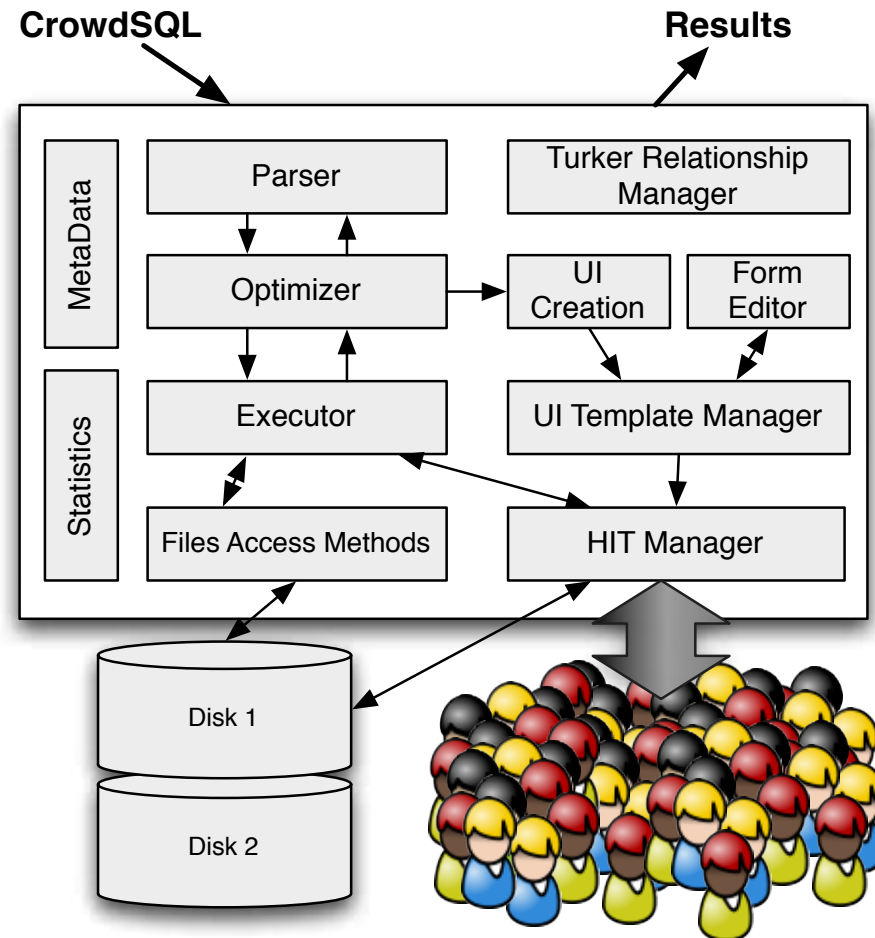 CrowdSQL
Results
MetaData
Statistics
Parser
Turker Relationship
Manager
Optimizer
UI
Creation
Form
Editor
Executor
UI Template Manager
Files Access Methods
HIT Manager
Disk 1
Disk 2